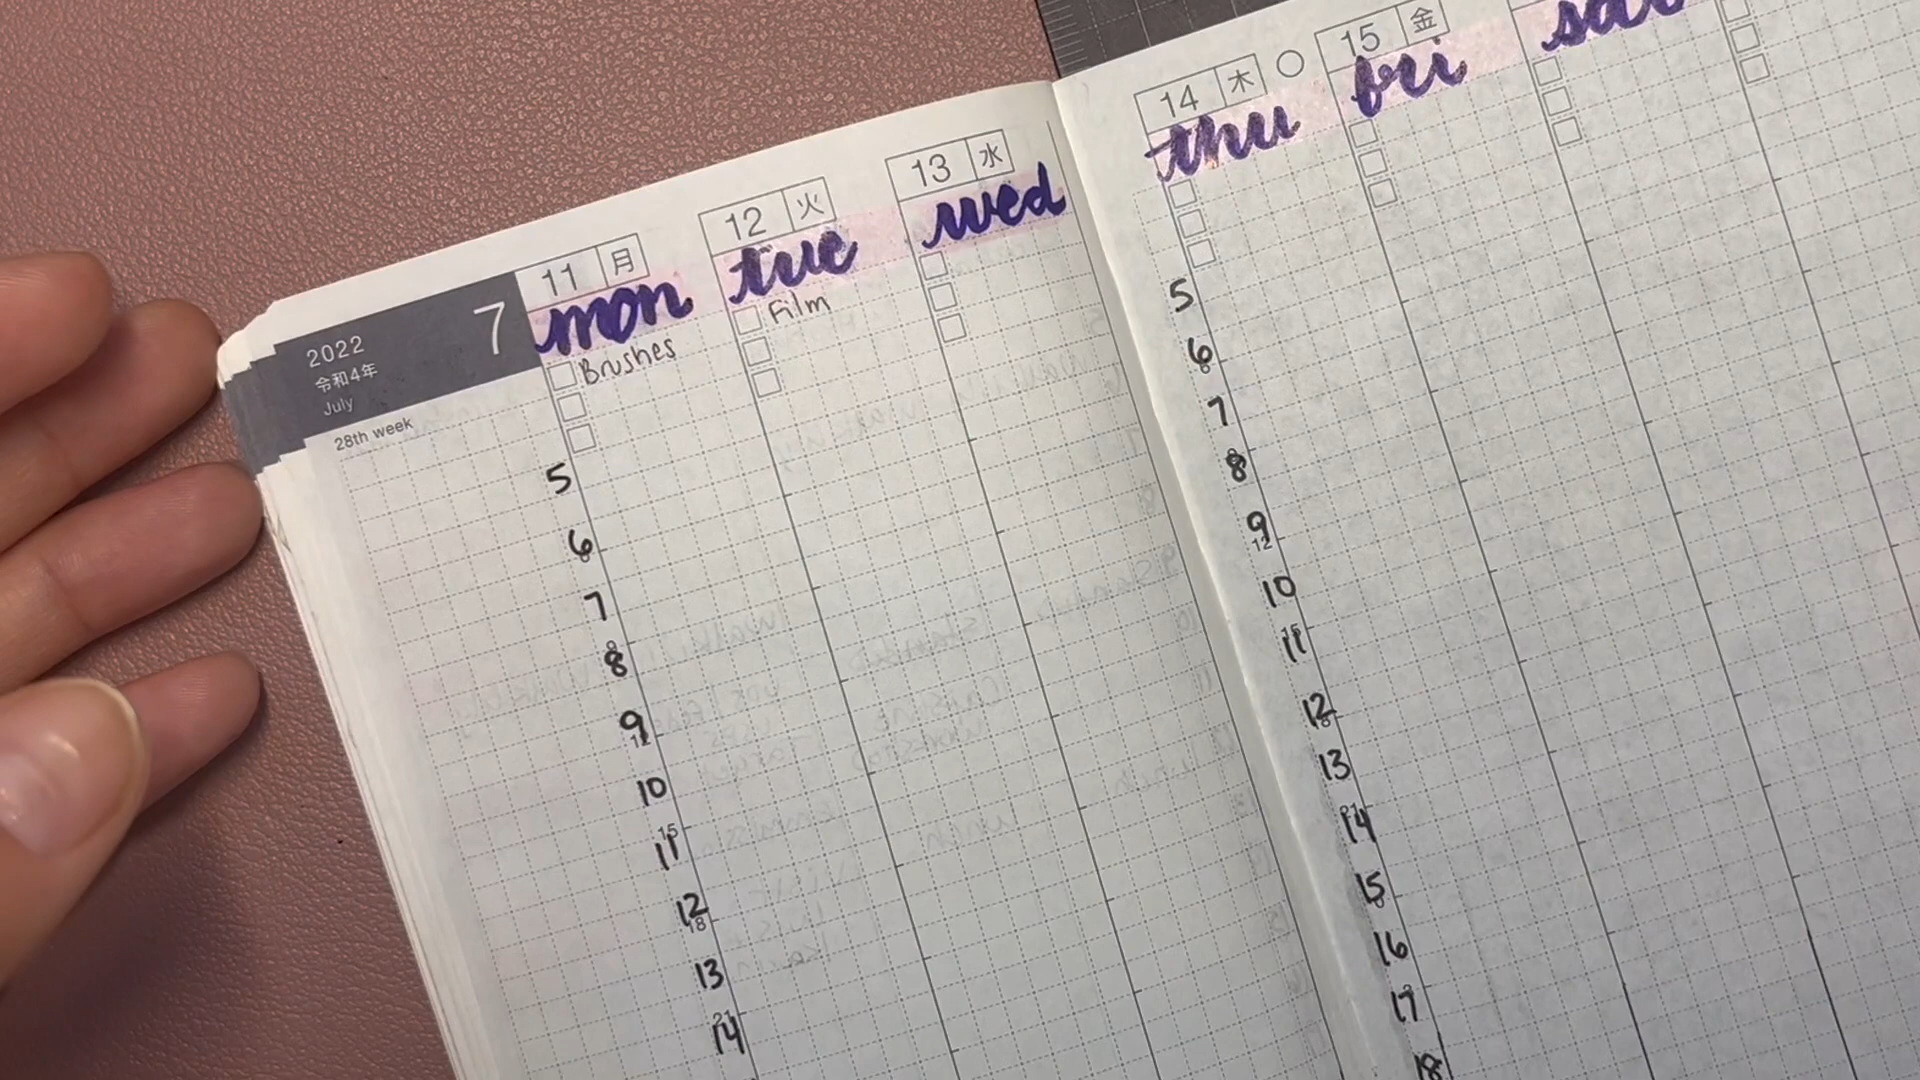 2022
令和4年
July
7
28th week
11 月
mon
Brushes
5
6
7
8
9
12
10
11
15
12
18
13
14
21
12 火
tue
Film
13 水
wed
14 木
thu
5
6
7
8
9
12
10
11
12
13
14
15
16
17
18
15 金
fri
sat